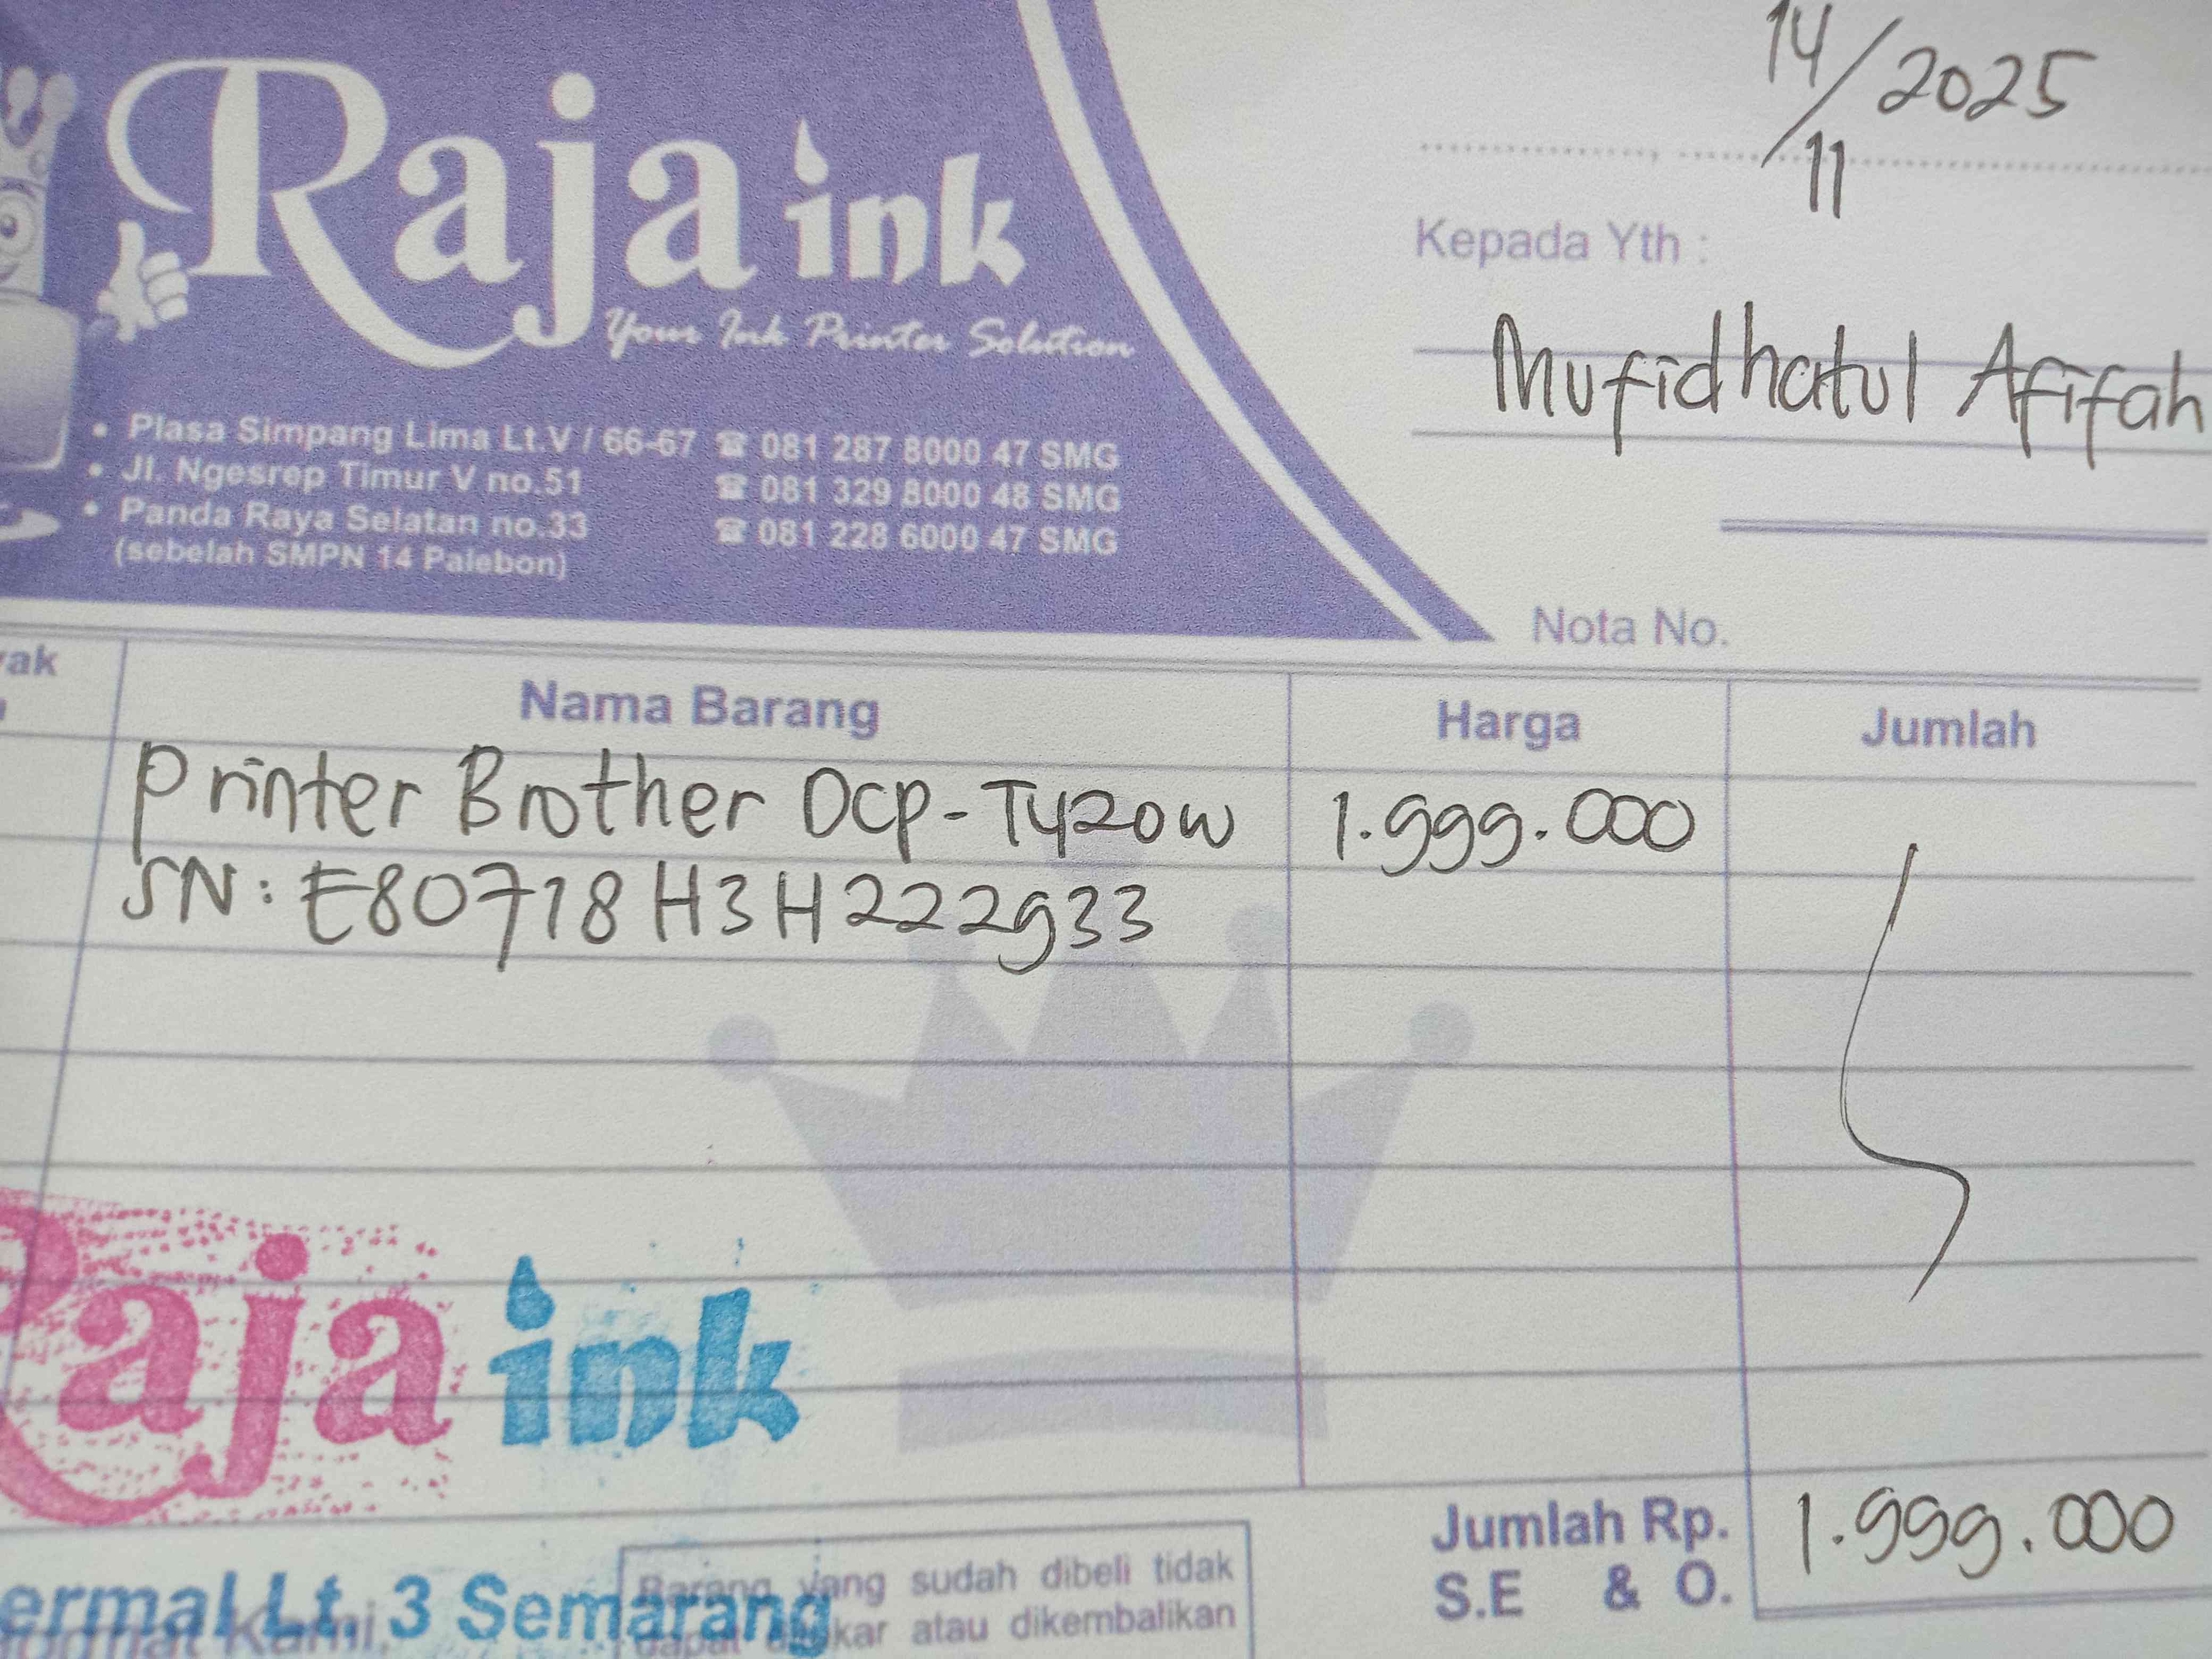 Raja ink
Your Ink Printer Solution
• Plasa Simpang Lima Lt.V / 66-67 ☎ 081 287 8000 47 SMG
• Jl. Ngesrep Timur V no.51 ☎ 081 329 8000 48 SMG
• Panda Raya Selatan no.33 ☎ 081 228 6000 47 SMG
(sebelah SMPN 14 Palebon)
14/11/2025
Kepada Yth :
Mufidhatul Afifah
Nota No.
Nama Barang Harga Jumlah
Printer Brother DCP-T420W 1.999.000
SN: E80718H3H222933
Raja ink
Jumlah Rp. 1.999.000
S.E & O.
Lt. 3 Semarang
Barang yang sudah dibeli tidak
dapat atau dikembalikan
Kami,